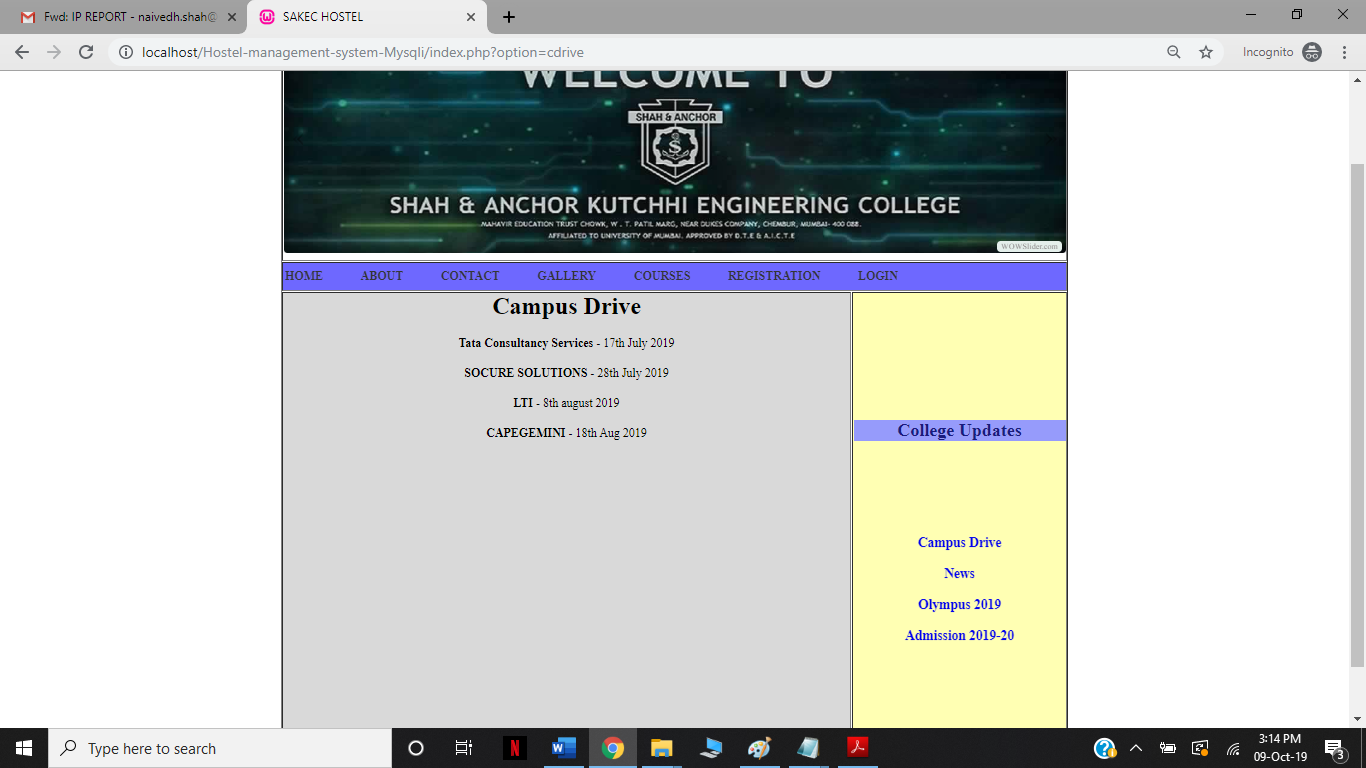 Fwd: IP REPORT - naivedh.shah@
SAKEC HOSTEL
localhost/Hostel-management-system-Mysqli/index.php?option=cdrive
Incognito
WELCOME TO
SHAH & ANCHOR
S
SHAH & ANCHOR KUTCHHI ENGINEERING COLLEGE
MAHAVIR EDUCATION TRUST CHOWK, W . T. PATIL MARG, NEAR DUKES COMPANY, CHEMBUR, MUMBAI- 400 088.
AFFILIATED TO UNIVERSITY OF MUMBAI. APPROVED BY D.T.E & A.I.C.T.E
WOWSlider.com
HOME ABOUT CONTACT GALLERY COURSES REGISTRATION LOGIN
Campus Drive
Tata Consultancy Services - 17th July 2019
SOCURE SOLUTIONS - 28th July 2019
LTI - 8th august 2019
CAPEGEMINI - 18th Aug 2019
College Updates
Campus Drive
News
Olympus 2019
Admission 2019-20
Type here to search
3:14 PM
09-Oct-19
3